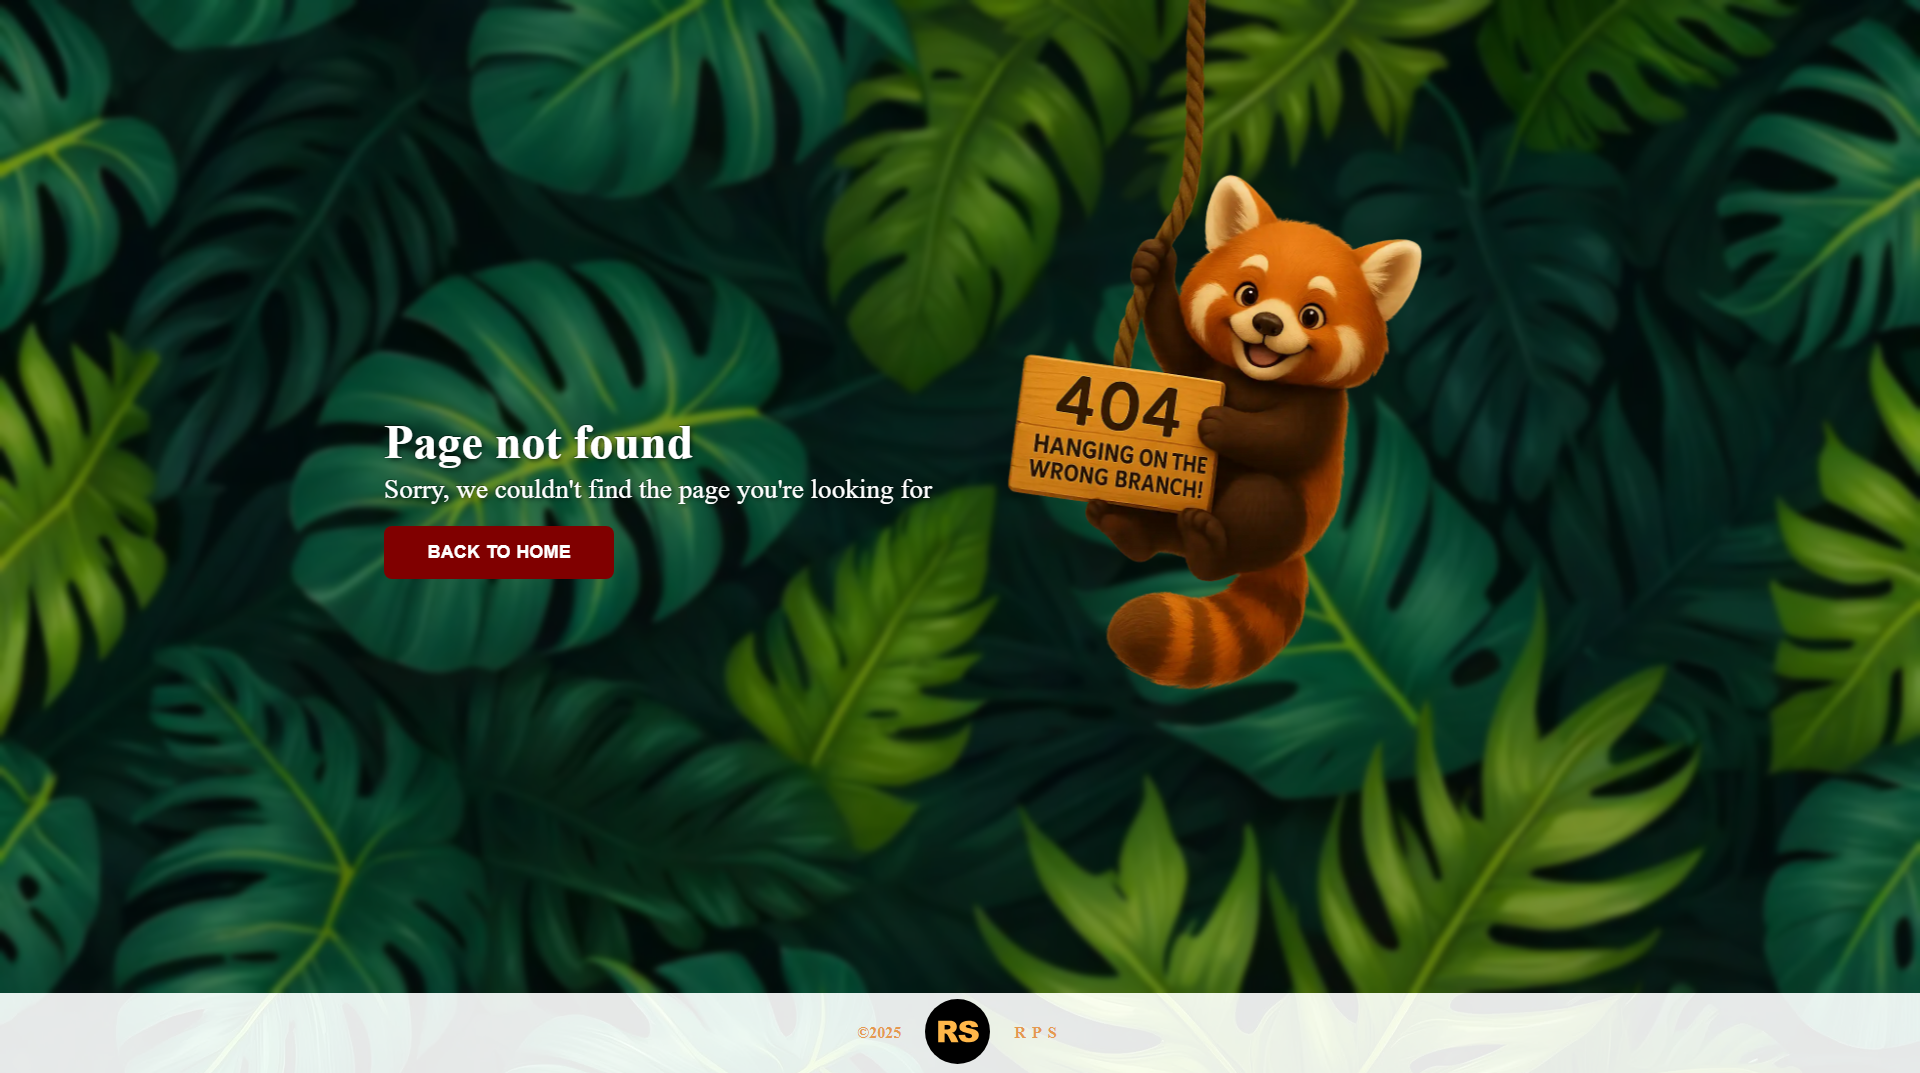 404
HANGING ON THE
WRONG BRANCH!
Page not found
Sorry, we couldn't find the page you're looking for
BACK TO HOME
©2025
RS
R P S